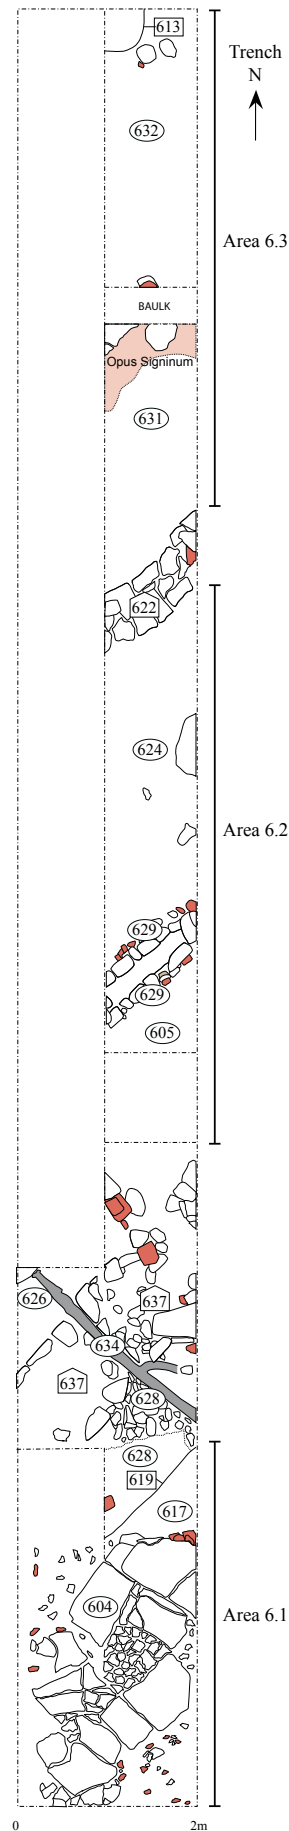 613
Trench
N
632
Area 6.3
BAULK
Opus Signinum
631
622
624
Area 6.2
629
629
605
626
637
634
637
628
628
619
617
604
Area 6.1
0 2m